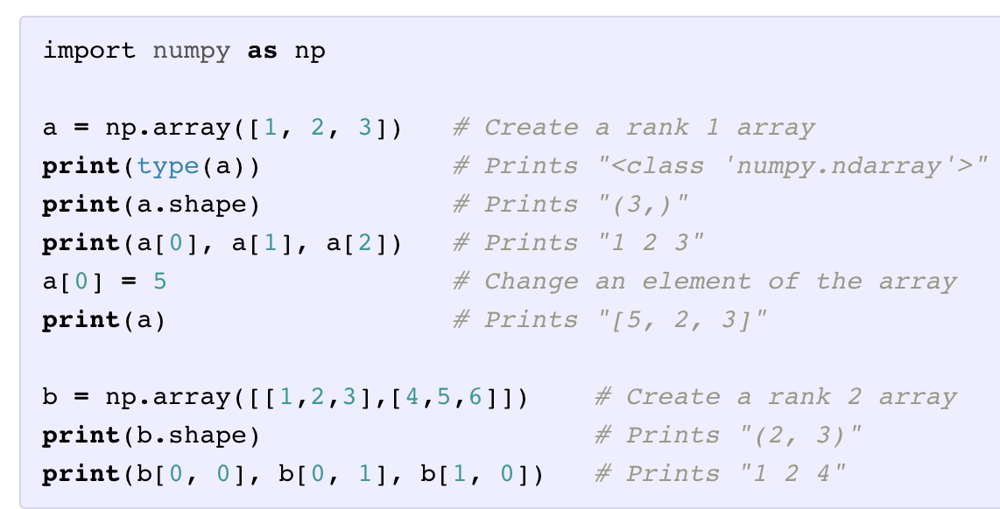 import numpy as np
a = np.array([1, 2, 3])   # Create a rank 1 array
print(type(a))            # Prints "<class 'numpy.ndarray'>"
print(a.shape)            # Prints "(3,)"
print(a[0], a[1], a[2])   # Prints "1 2 3"
a[0] = 5                  # Change an element of the array
print(a)                  # Prints "[5, 2, 3]"
b = np.array([[1,2,3],[4,5,6]])    # Create a rank 2 array
print(b.shape)                     # Prints "(2, 3)"
print(b[0, 0], b[0, 1], b[1, 0])   # Prints "1 2 4"